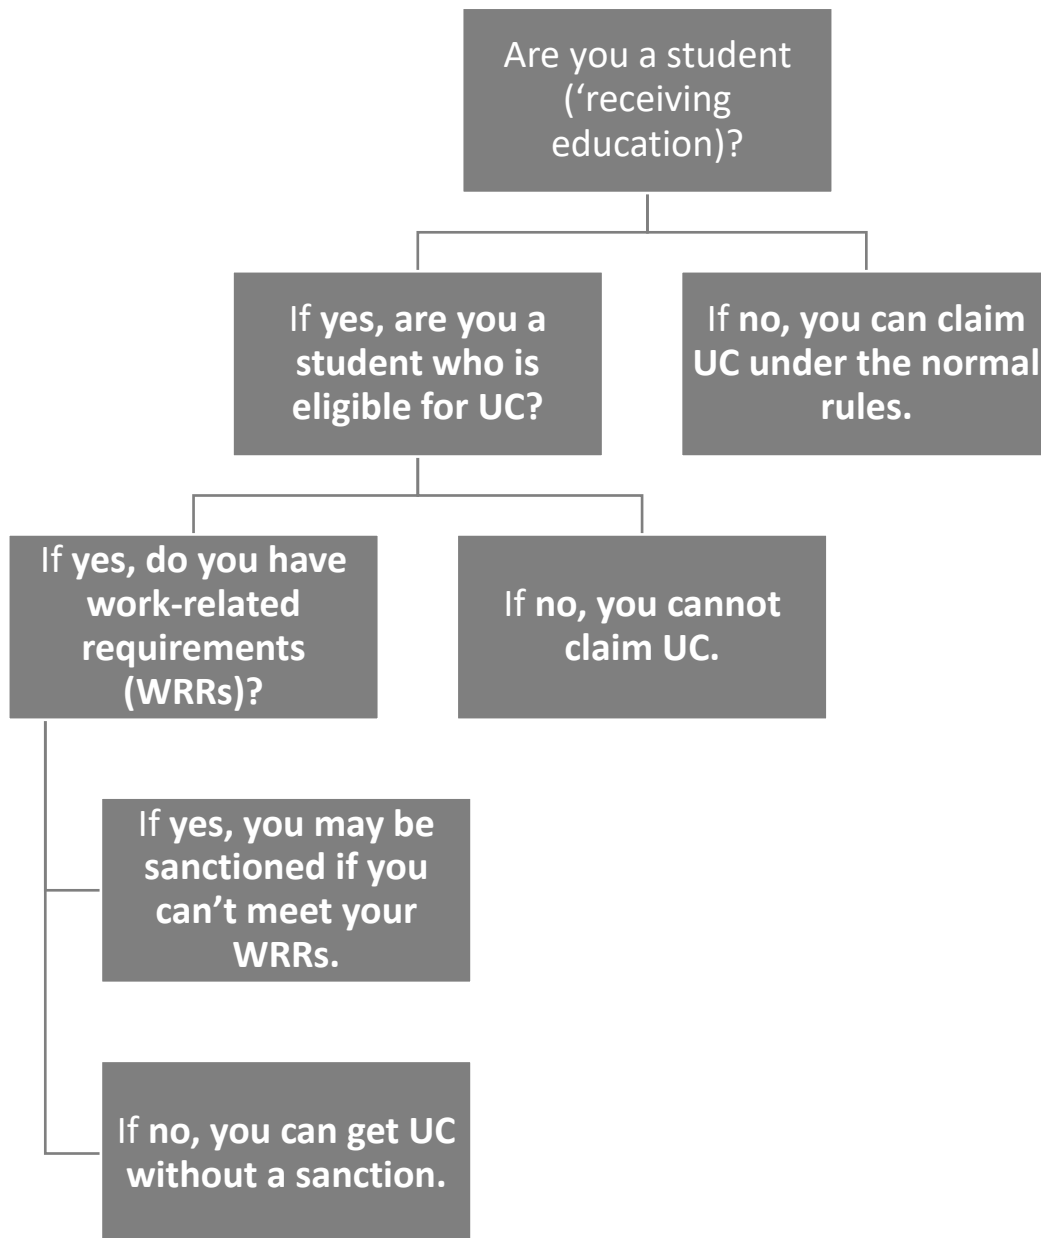 Are you a student
(‘receiving
education)?
If yes, are you a
student who is
eligible for UC?
If no, you can claim
UC under the normal
rules.
If yes, do you have
work-related
requirements
(WRRs)?
If no, you cannot
claim UC.
If yes, you may be
sanctioned if you
can’t meet your
WRRs.
If no, you can get UC
without a sanction.